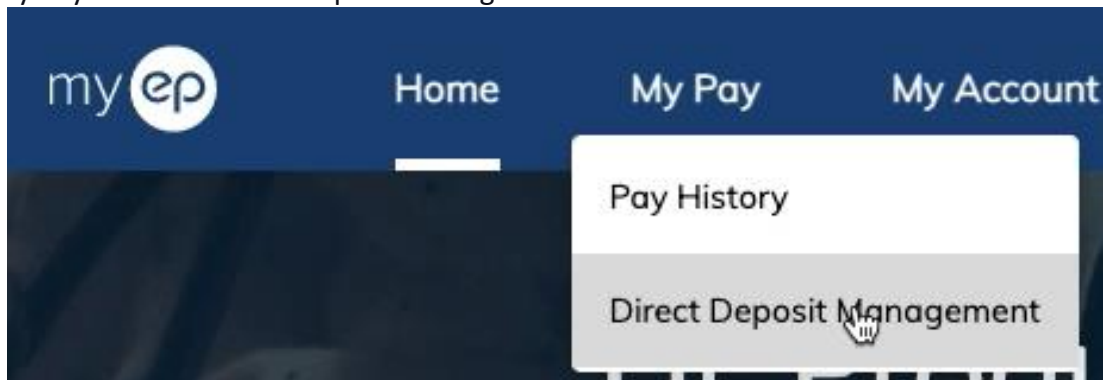 my ep
Home
My Pay
My Account
Pay History
Direct Deposit Management